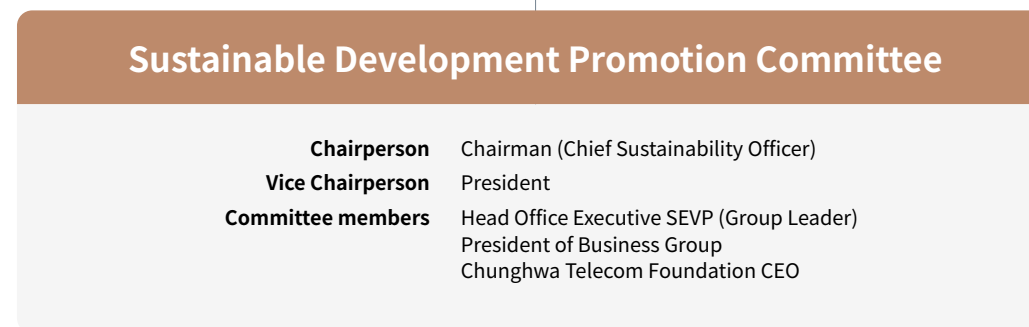 Sustainable Development Promotion Committee
Chairperson Chairman (Chief Sustainability Officer)
Vice Chairperson President
Committee members Head Office Executive SEVP (Group Leader)
President of Business Group
Chunghwa Telecom Foundation CEO